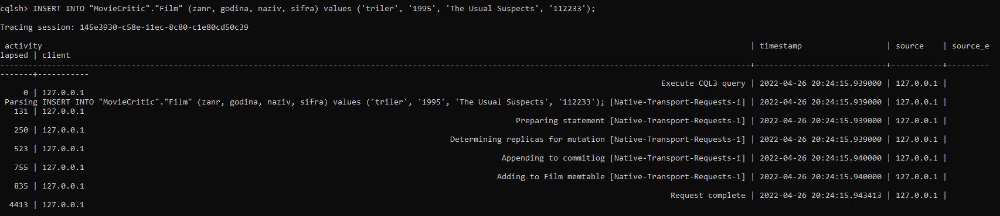 cqlsh> INSERT INTO "MovieCritic"."Film" (zanr, godina, naziv, sifra) values ('triler', '1995', 'The Usual Suspects', '112233');
Tracing session: 145e3930-c58e-11ec-8c80-c1e80cd50c39
activity | timestamp | source | source_e
lapsed | client
---------------------------------------------------------------------------------------------------------------------------------------------------------------+----------------------------+-----------+---------
-------+-----------
Execute CQL3 query | 2022-04-26 20:24:15.939000 | 127.0.0.1 |
0 | 127.0.0.1
Parsing INSERT INTO "MovieCritic"."Film" (zanr, godina, naziv, sifra) values ('triler', '1995', 'The Usual Suspects', '112233'); [Native-Transport-Requests-1] | 2022-04-26 20:24:15.939000 | 127.0.0.1 |
131 | 127.0.0.1
Preparing statement [Native-Transport-Requests-1] | 2022-04-26 20:24:15.939000 | 127.0.0.1 |
250 | 127.0.0.1
Determining replicas for mutation [Native-Transport-Requests-1] | 2022-04-26 20:24:15.939000 | 127.0.0.1 |
523 | 127.0.0.1
Appending to commitlog [Native-Transport-Requests-1] | 2022-04-26 20:24:15.940000 | 127.0.0.1 |
755 | 127.0.0.1
Adding to Film memtable [Native-Transport-Requests-1] | 2022-04-26 20:24:15.940000 | 127.0.0.1 |
835 | 127.0.0.1
Request complete | 2022-04-26 20:24:15.943413 | 127.0.0.1 |
4413 | 127.0.0.1